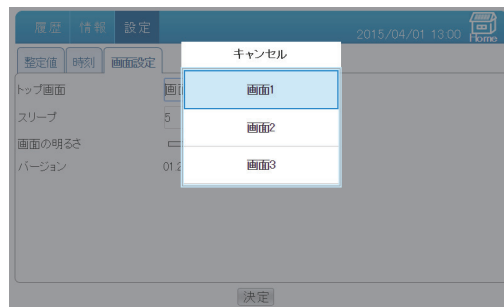 履歴 情報 設定 2015/04/01 13:00 Home
整定値 時刻 画面設定
キャンセル
トップ画面
画面1
スリープ 5
画面2
画面の明るさ
画面3
バージョン 01.2
決定